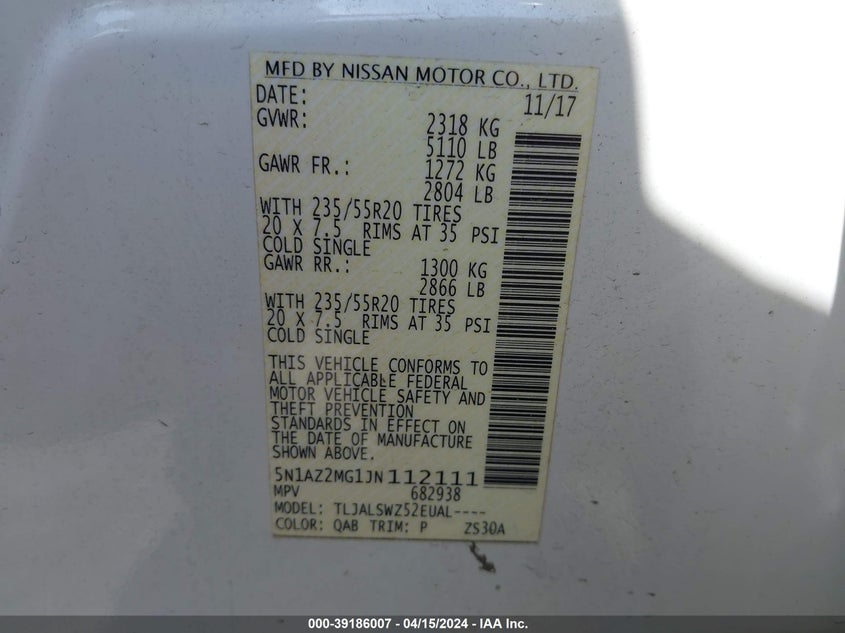 MFD BY NISSAN MOTOR CO., LTD.
DATE: 11/17
GVWR: 2318 KG
5110 LB
GAWR FR.: 1272 KG
2804 LB
WITH 235/55R20 TIRES
20 X 7.5 RIMS AT 35 PSI
COLD SINGLE
GAWR RR.: 1300 KG
2866 LB
WITH 235/55R20 TIRES
20 X 7.5 RIMS AT 35 PSI
COLD SINGLE
THIS VEHICLE CONFORMS TO
ALL APPLICABLE FEDERAL
MOTOR VEHICLE SAFETY AND
THEFT PREVENTION
STANDARDS IN EFFECT ON
THE DATE OF MANUFACTURE
SHOWN ABOVE.
5N1AZ2MG1JN112111
MPV 682938
MODEL: TLJALSWZ52EUAL----
COLOR: QAB TRIM: P ZS30A
000-39186007 - 04/15/2024 - IAA Inc.